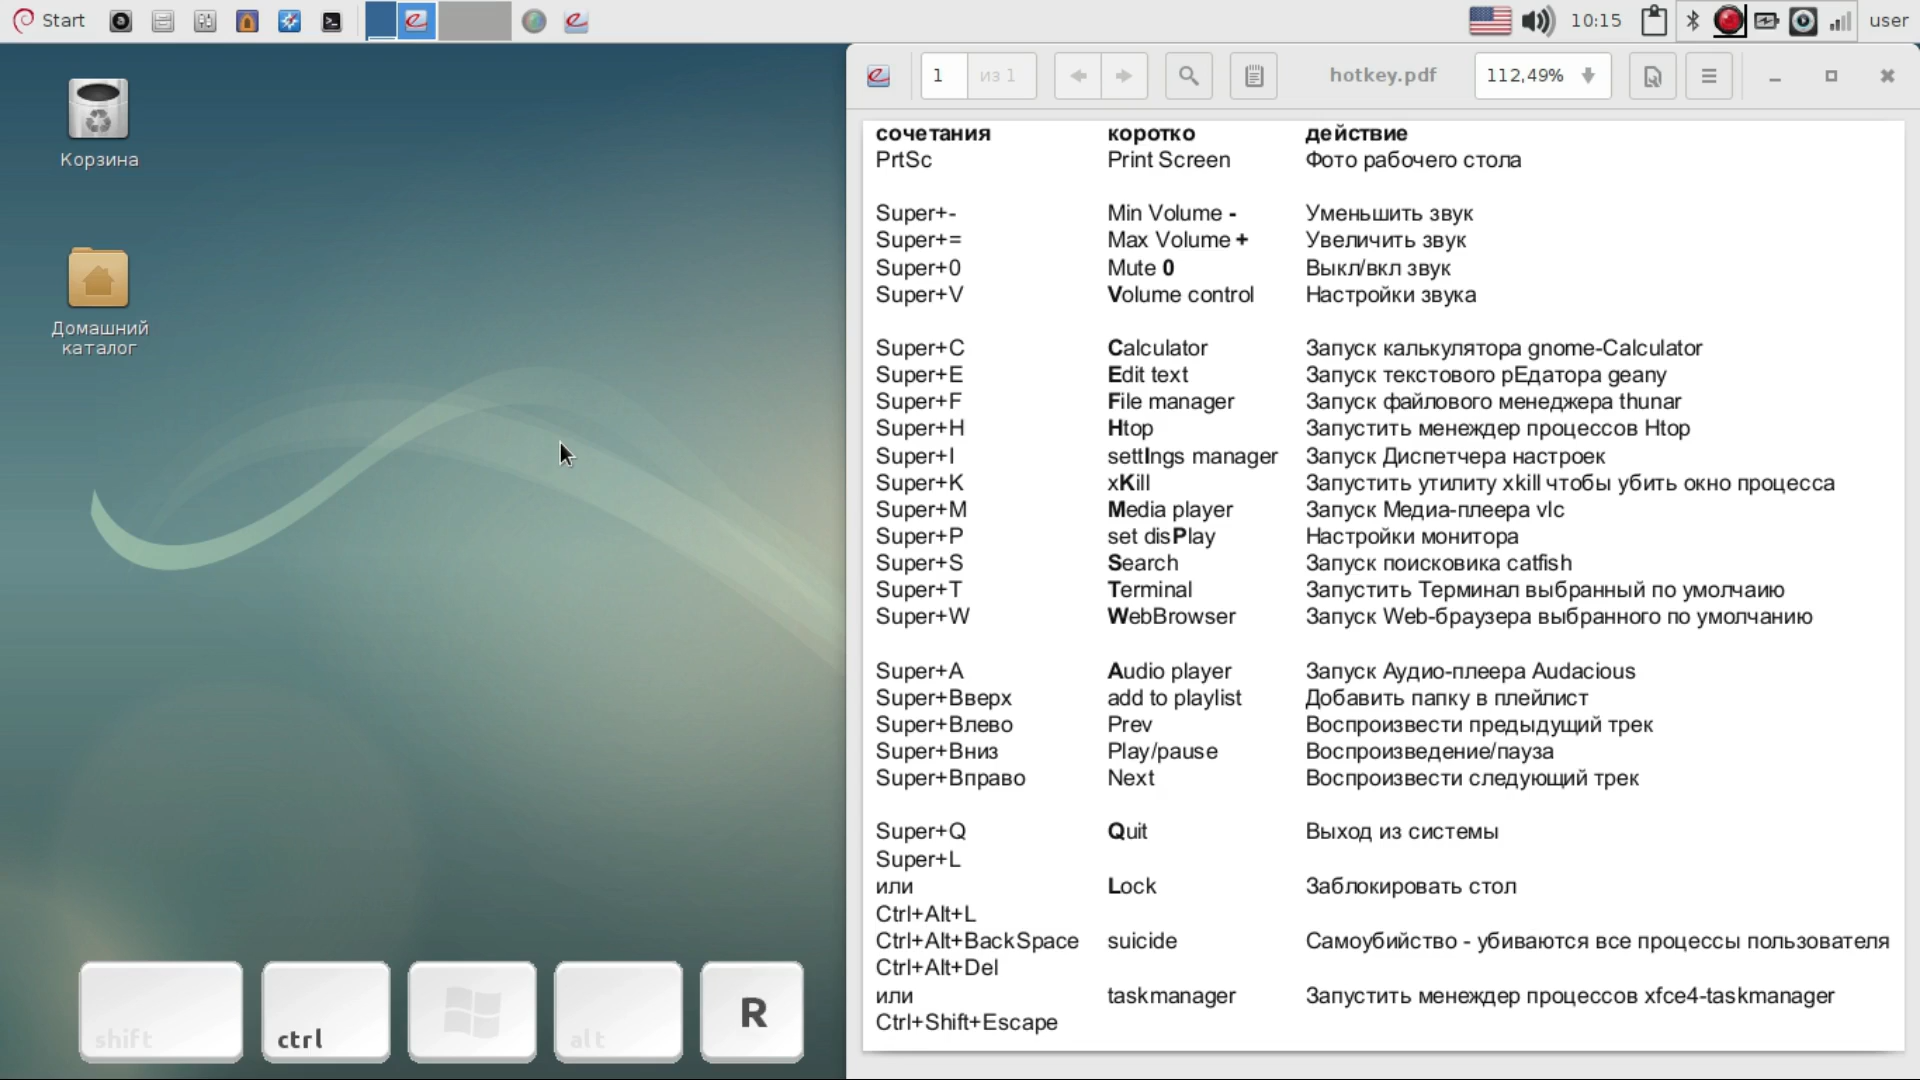 Start
10:15
user
Корзина
Домашний
каталог
1 из 1
hotkey.pdf
112,49%
сочетания коротко действие
PrtSc Print Screen Фото рабочего стола
Super+- Min Volume - Уменьшить звук
Super+= Max Volume + Увеличить звук
Super+0 Mute 0 Выкл/вкл звук
Super+V Volume control Настройки звука
Super+C Calculator Запуск калькулятора gnome-Calculator
Super+E Edit text Запуск текстового рЕдатора geany
Super+F File manager Запуск файлового менеджера thunar
Super+H Htop Запустить менеждер процессов Htop
Super+I settIngs manager Запуск Диспетчера настроек
Super+K xKill Запустить утилиту xkill чтобы убить окно процесса
Super+M Media player Запуск Медиа-плеера vlc
Super+P set disPlay Настройки монитора
Super+S Search Запуск поисковика catfish
Super+T Terminal Запустить Терминал выбранный по умолчаию
Super+W WebBrowser Запуск Web-браузера выбранного по умолчанию
Super+A Audio player Запуск Аудио-плеера Audacious
Super+Вверх add to playlist Добавить папку в плейлист
Super+Влево Prev Воспроизвести предыдущий трек
Super+Вниз Play/pause Воспроизведение/пауза
Super+Вправо Next Воспроизвести следующий трек
Super+Q Quit Выход из системы
Super+L
или Lock Заблокировать стол
Ctrl+Alt+L
Ctrl+Alt+BackSpace suicide Самоубийство - убиваются все процессы пользователя
Ctrl+Alt+Del
или taskmanager Запустить менеждер процессов xfce4-taskmanager
Ctrl+Shift+Escape
shift ctrl alt R